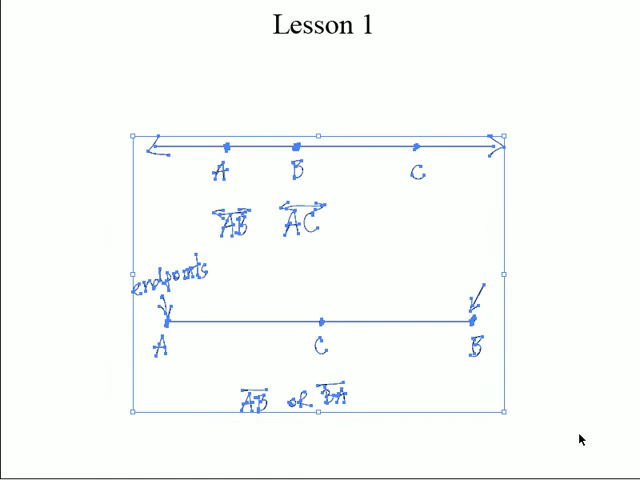 Lesson 1
A B C
AB AC
endpoints
A C B
AB or BA